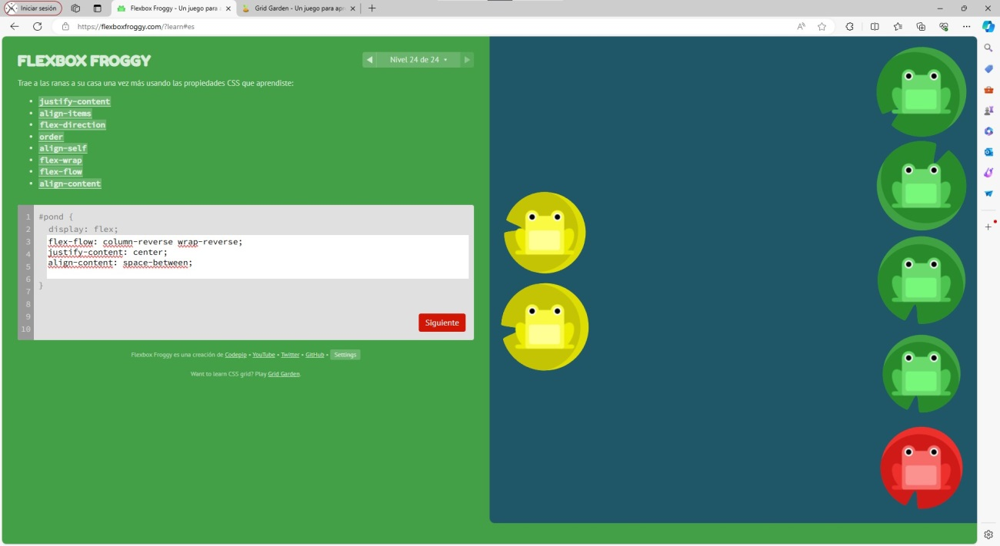 Iniciar sesión
Flexbox Froggy - Un juego para
Grid Garden - Un juego para apr
https://flexboxfroggy.com/?learn#es
FLEXBOX FROGGY
Nivel 24 de 24
Trae a las ranas a su casa una vez más usando las propiedades CSS que aprendiste:
• justify-content
• align-items
• flex-direction
• order
• align-self
• flex-wrap
• flex-flow
• align-content
1 #pond {
2 display: flex;
3 flex-flow: column-reverse wrap-reverse;
4 justify-content: center;
5 align-content: space-between;
6
7 }
8
9
10
Siguiente
Flexbox Froggy es una creación de Codepip • YouTube • Twitter • GitHub • Settings
Want to learn CSS grid? Play Grid Garden.